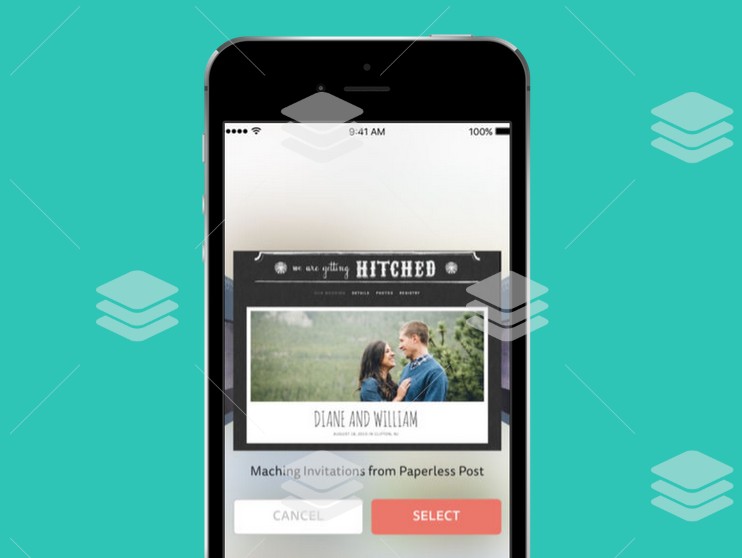 9:41 AM 100%
we are getting HITCHED
OUR WEDDING DETAILS PHOTOS REGISTRY
DIANE AND WILLIAM
Maching Invitations from Paperless Post
CANCEL SELECT